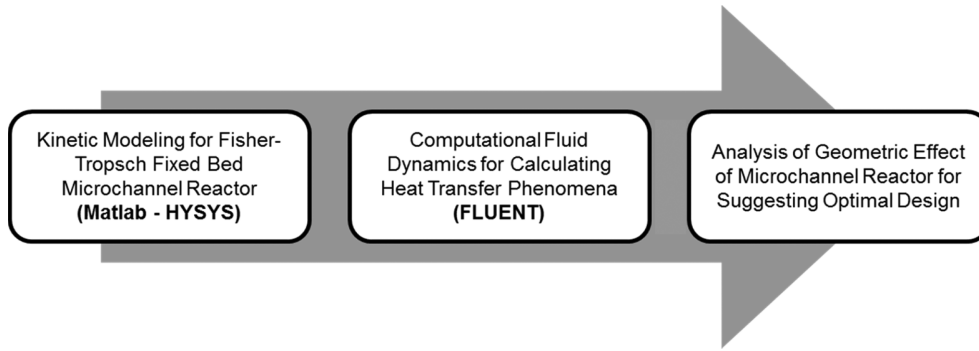 Kinetic Modeling for Fisher-
Tropsch Fixed Bed
Microchannel Reactor
(Matlab - HYSYS)
Computational Fluid
Dynamics for Calculating
Heat Transfer Phenomena
(FLUENT)
Analysis of Geometric Effect
of Microchannel Reactor for
Suggesting Optimal Design